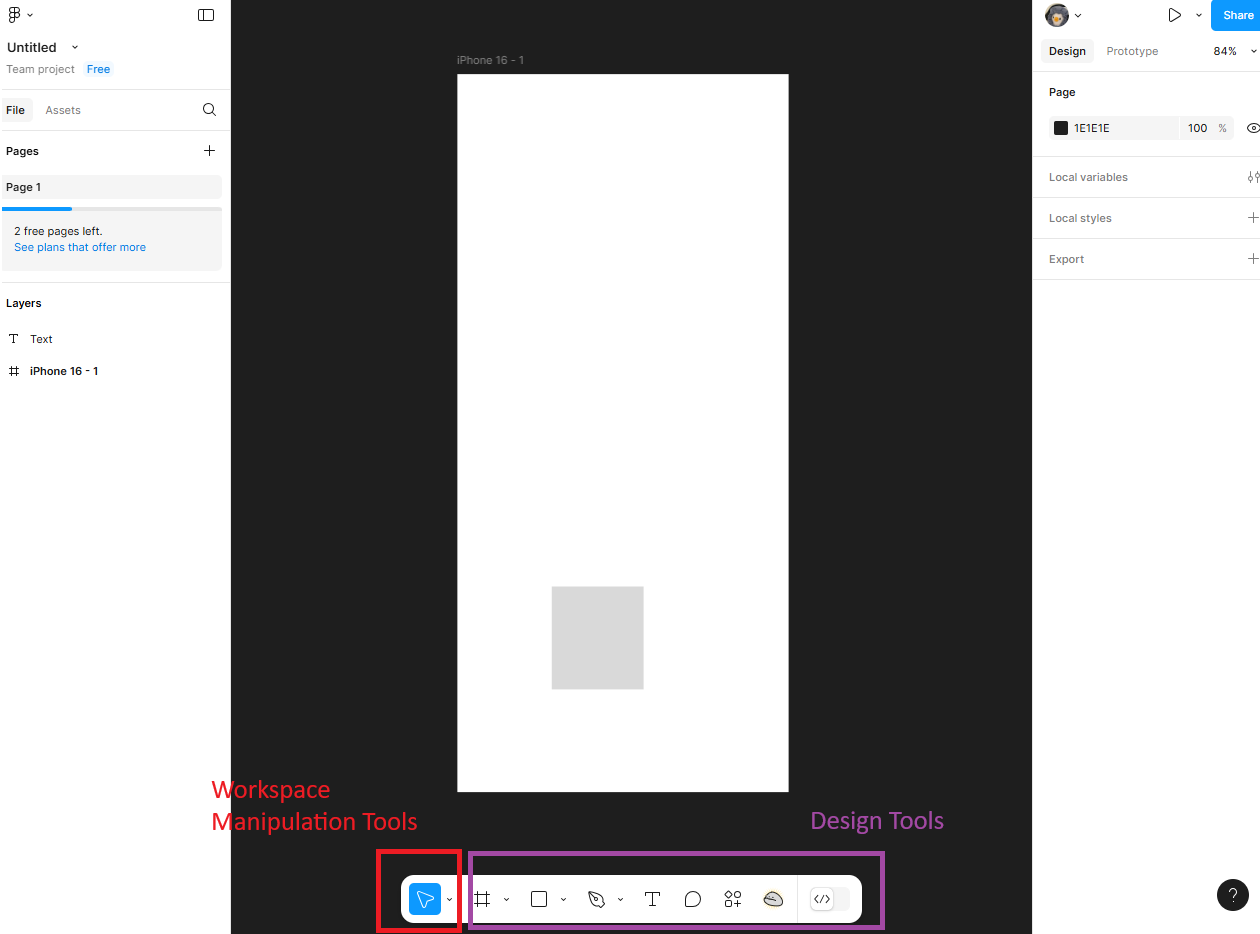 Untitled
Team project Free
File Assets
Pages
Page 1
2 free pages left.
See plans that offer more
Layers
Text
iPhone 16 - 1
iPhone 16 - 1
Workspace
Manipulation Tools
Design Tools
Share
Design Prototype 84%
Page
1E1E1E 100 %
Local variables
Local styles
Export
</>
?